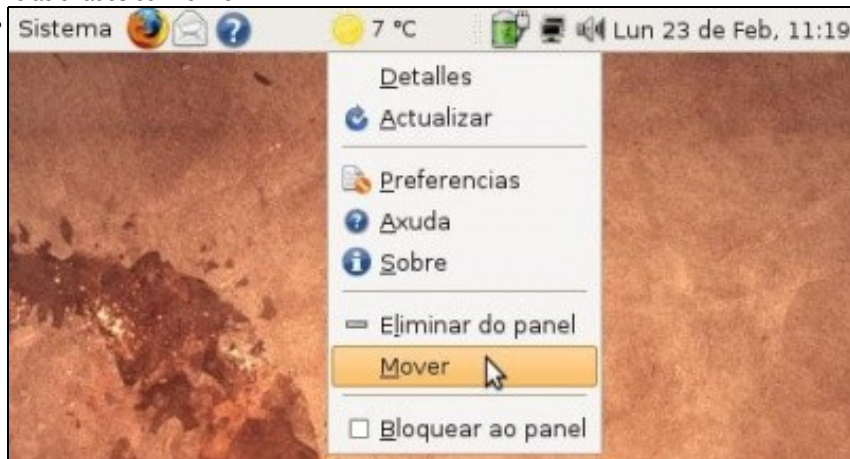 Sistema 7 °C Lun 23 de Feb, 11:19
Detalles
Actualizar
Preferencias
Axuda
Sobre
Eliminar do panel
Mover
Bloquear ao panel